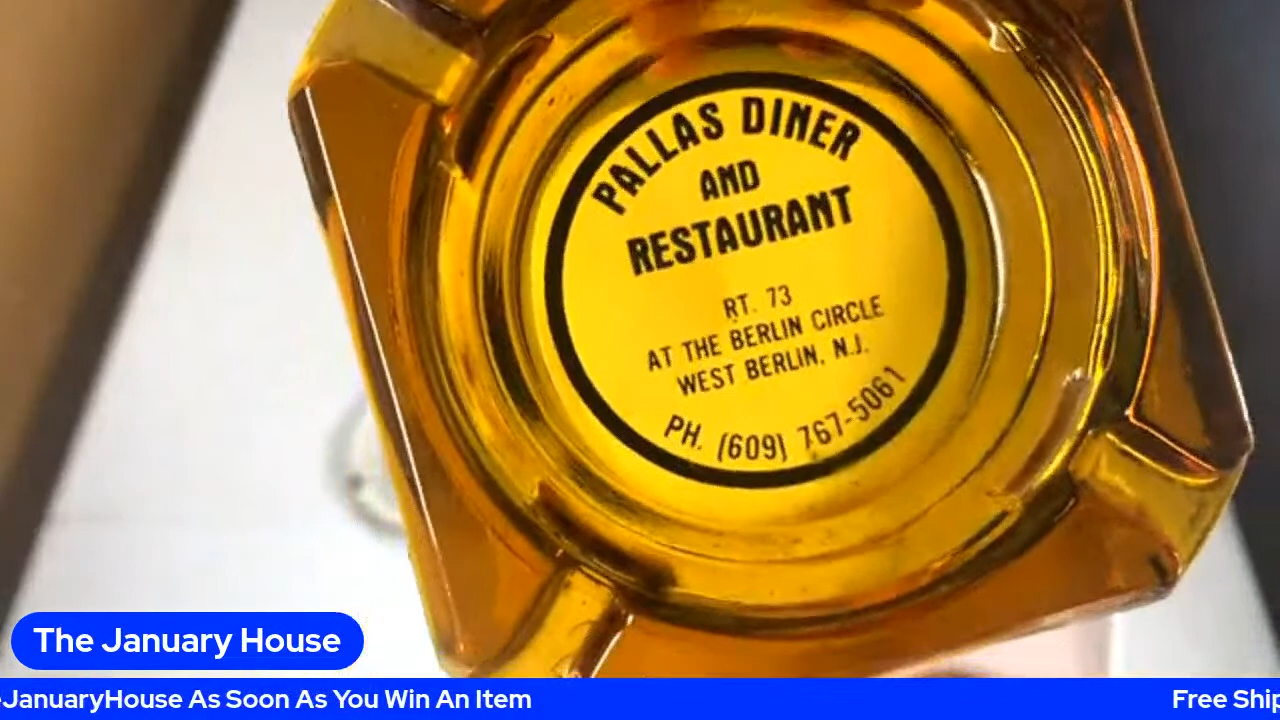 PALLAS DINER
AND
RESTAURANT
RT. 73
AT THE BERLIN CIRCLE
WEST BERLIN, N.J.
PH. (609) 767-5061
The January House
JanuaryHouse As Soon As You Win An Item
Free